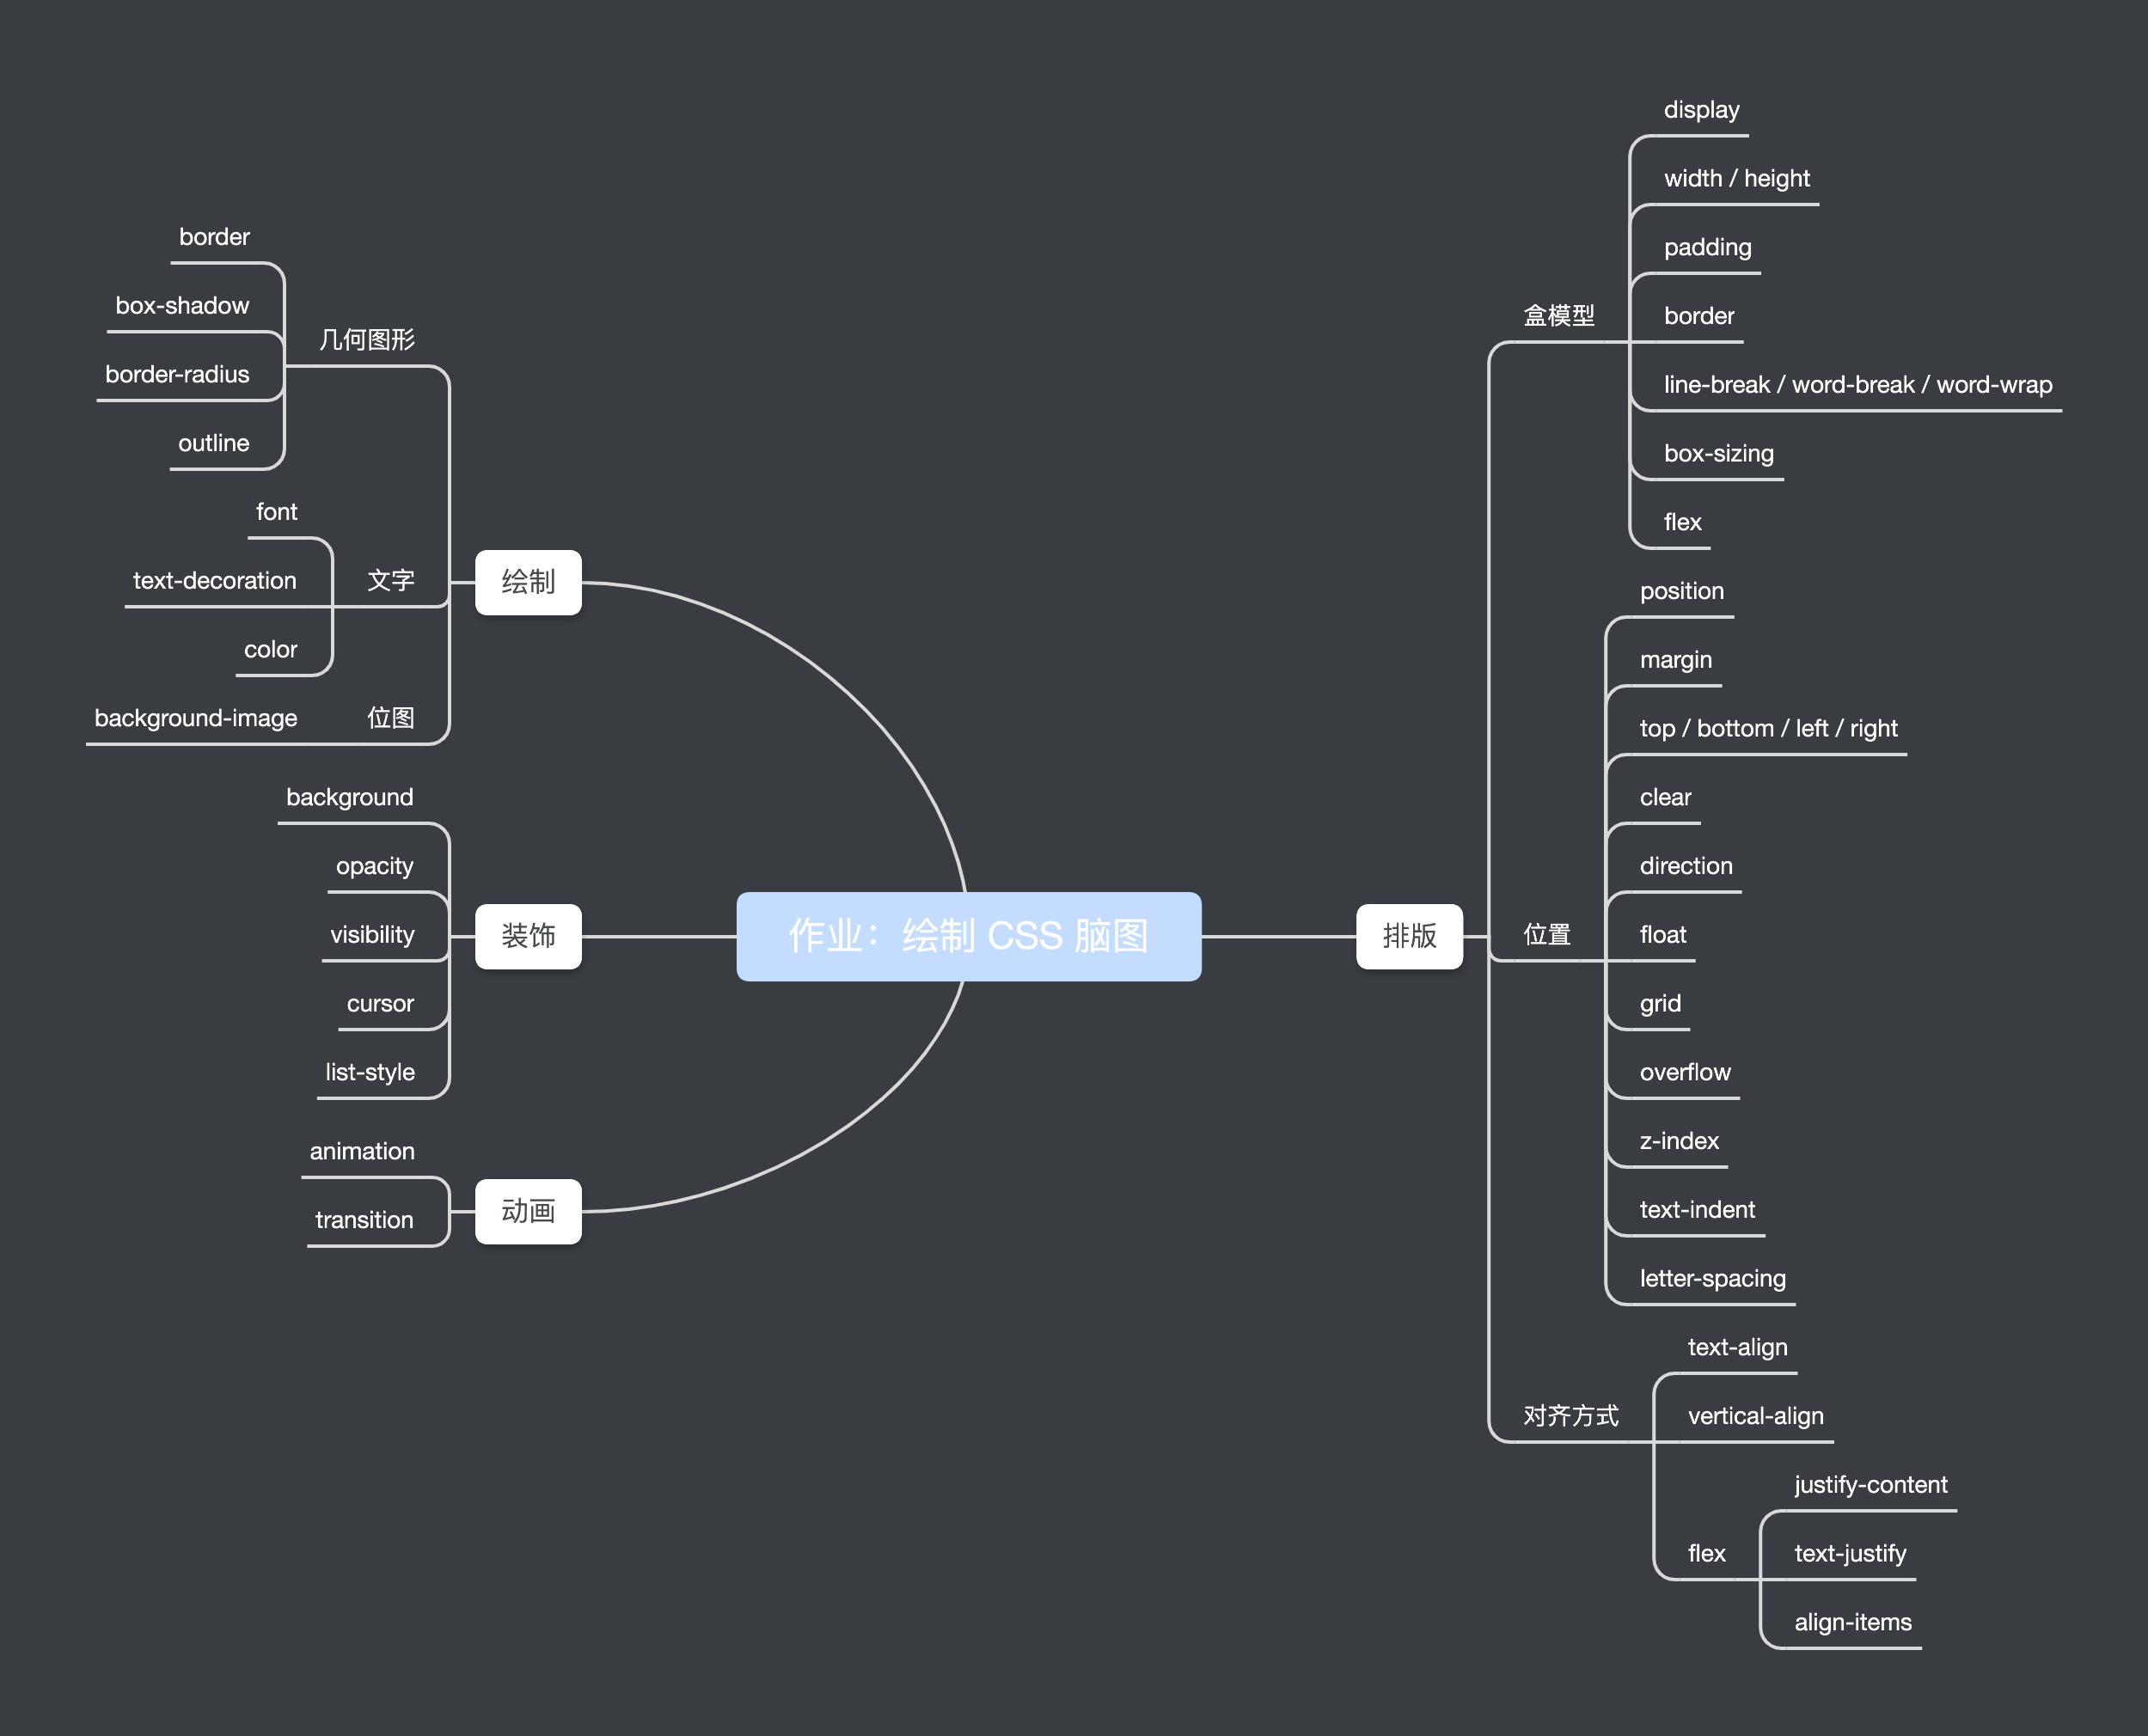 作业：绘制 CSS 脑图
绘制
几何图形
border
box-shadow
border-radius
outline
文字
font
text-decoration
color
位图
background-image
装饰
background
opacity
visibility
cursor
list-style
动画
animation
transition
排版
盒模型
display
width / height
padding
border
line-break / word-break / word-wrap
box-sizing
flex
位置
position
margin
top / bottom / left / right
clear
direction
float
grid
overflow
z-index
text-indent
letter-spacing
对齐方式
text-align
vertical-align
flex
justify-content
text-justify
align-items